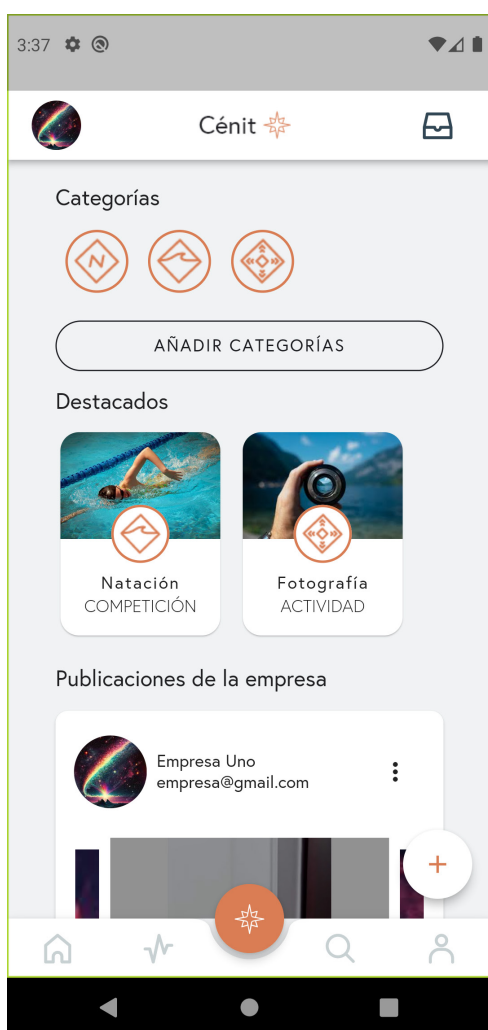 3:37
Cénit
Categorías
N
AÑADIR CATEGORÍAS
Destacados
Natación
COMPETICIÓN
Fotografía
ACTIVIDAD
Publicaciones de la empresa
Empresa Uno
empresa@gmail.com